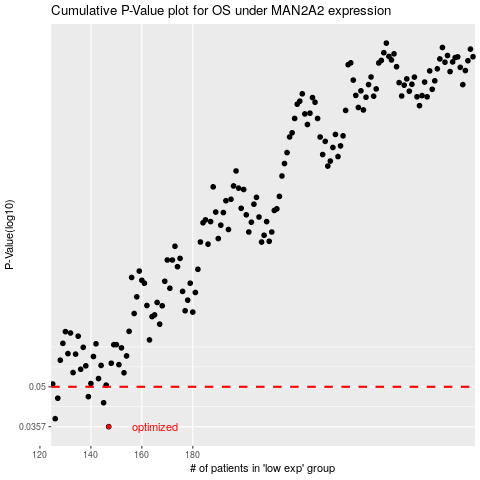 Cumulative P-Value plot for OS under MAN2A2 expression
P-Value(log10)
0.05
0.0357
optimized
120 140 160 180
# of patients in 'low exp' group